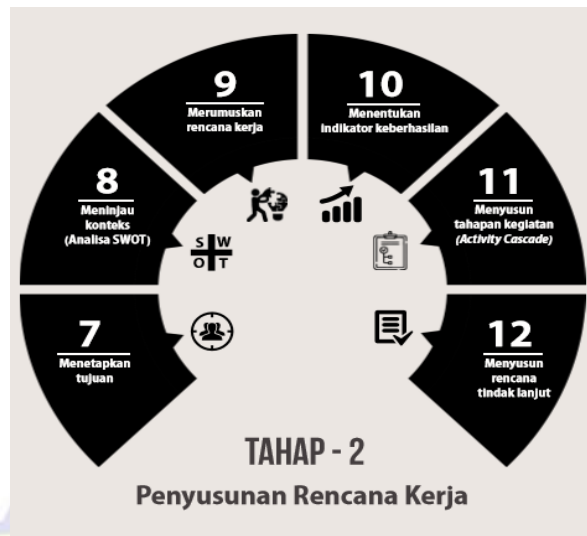 7
Menetapkan
tujuan
8
Meninjau
konteks
(Analisa SWOT)
9
Merumuskan
rencana kerja
10
Menentukan
indikator keberhasilan
11
Menyusun
tahapan kegiatan
(Activity Cascade)
12
Menyusun
rencana
tindak lanjut
S W
O T
TAHAP - 2
Penyusunan Rencana Kerja